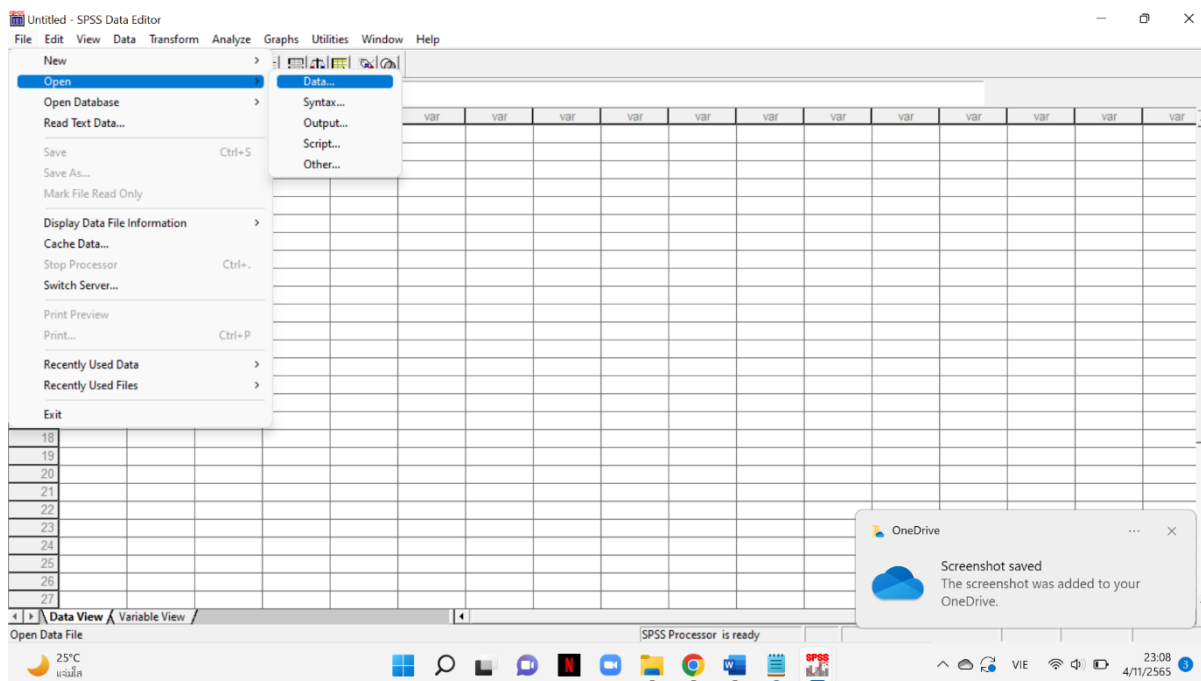 Untitled - SPSS Data Editor
File Edit View Data Transform Analyze Graphs Utilities Window Help
New
Open
Open Database
Read Text Data...
Save Ctrl+S
Save As...
Mark File Read Only
Display Data File Information
Cache Data...
Stop Processor Ctrl+.
Switch Server...
Print Preview
Print... Ctrl+P
Recently Used Data
Recently Used Files
Exit
Data...
Syntax...
Output...
Script...
Other...
var var var var var var var var var var var var
18
19
20
21
22
23
24
25
26
27
OneDrive
Screenshot saved
The screenshot was added to your
OneDrive.
Data View Variable View
Open Data File SPSS Processor is ready
25°C
แจ่มใส
N
W
SPSS
VIE
23:08
4/11/2565
3